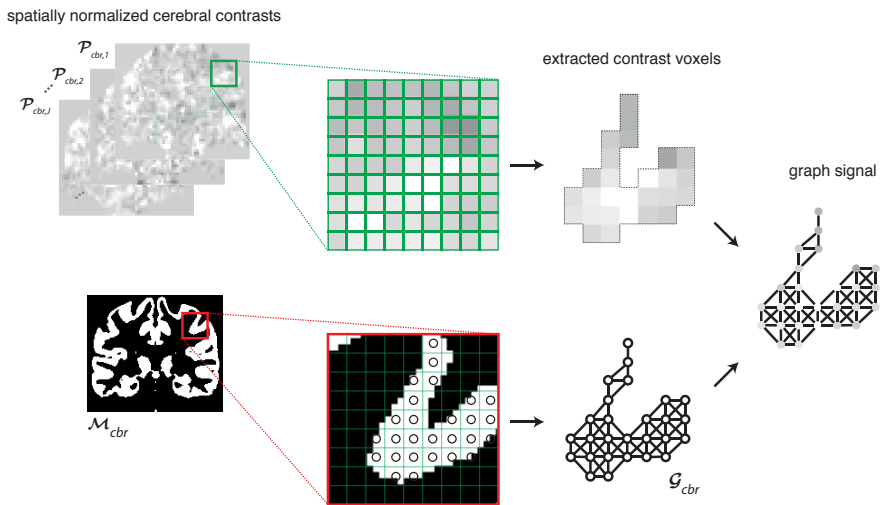 spatially normalized cerebral contrasts
𝒫cbr,1
𝒫cbr,2
𝒫cbr,J
extracted contrast voxels
graph signal
ℳcbr
𝒢cbr